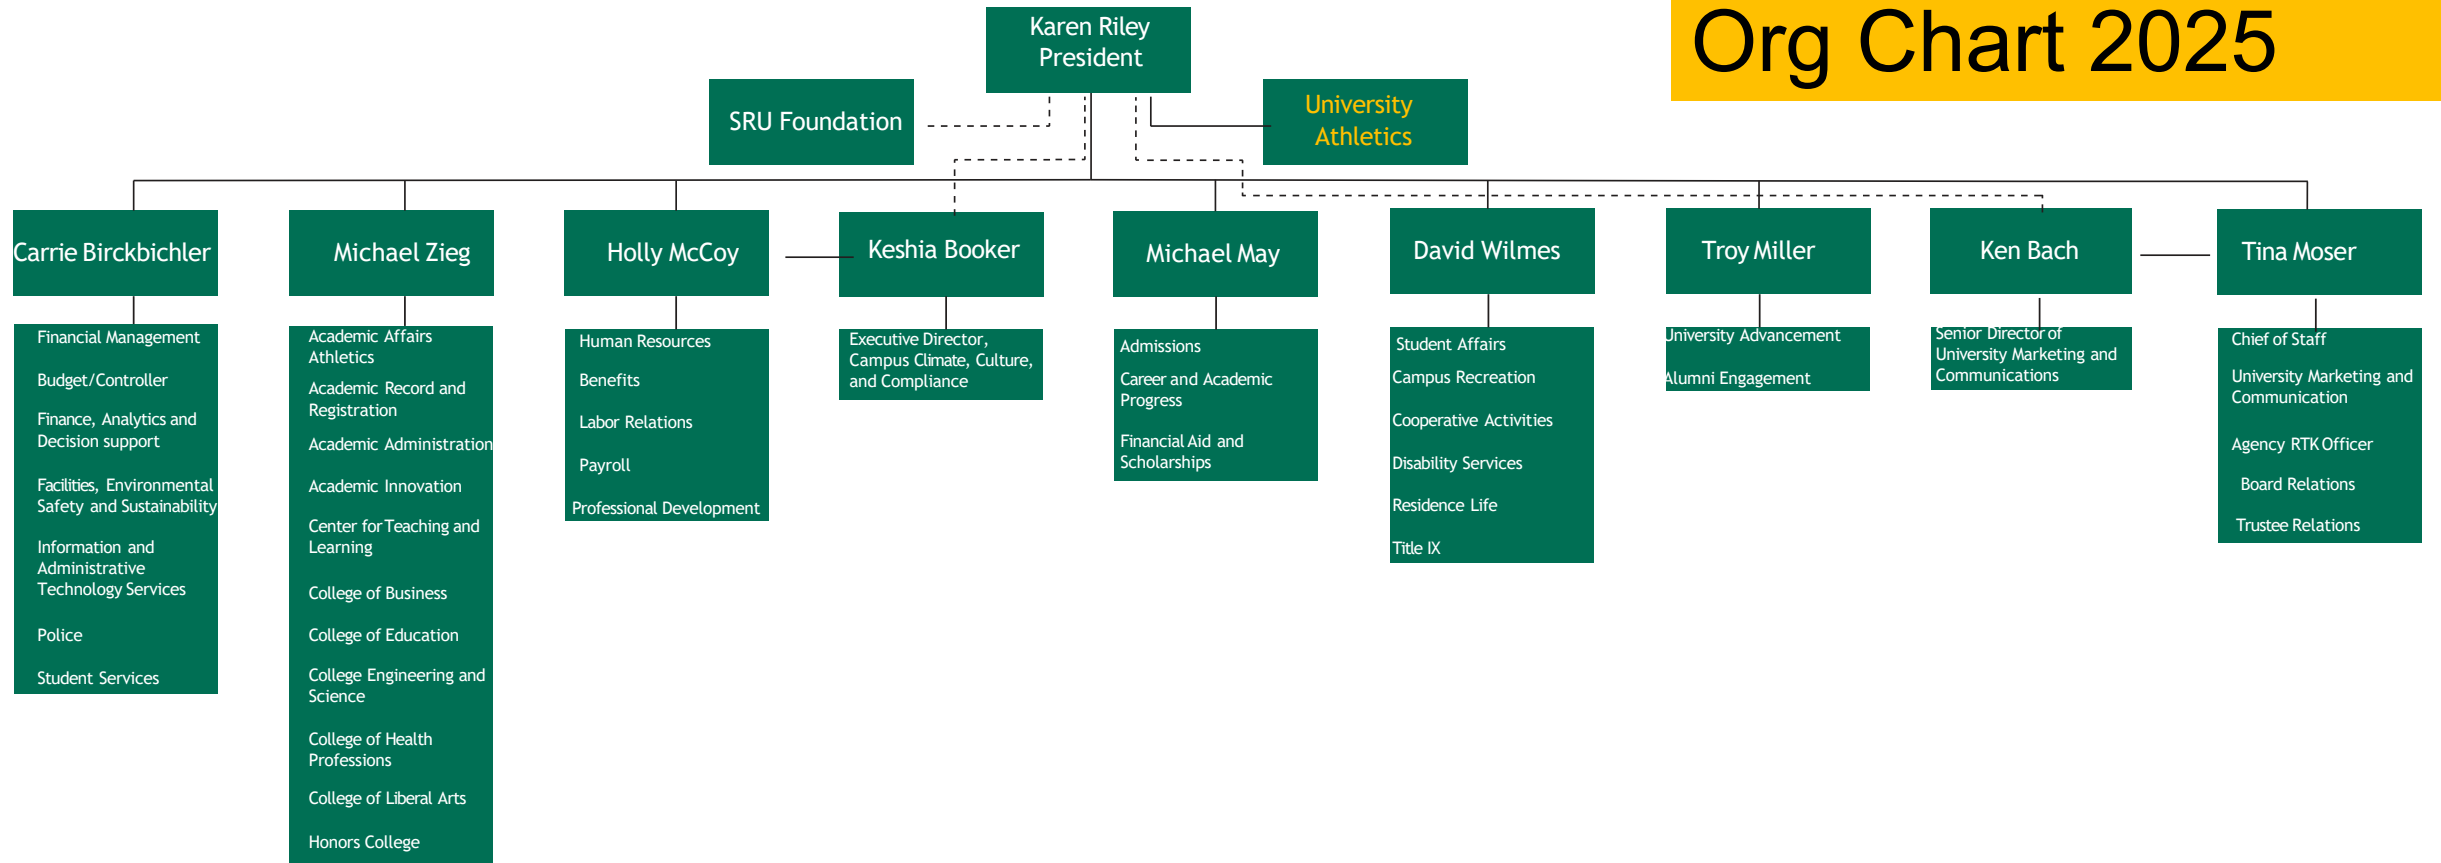 Org Chart 2025
Karen Riley
President
SRU Foundation
University
Athletics
Carrie Birckbichler
Financial Management
Budget/Controller
Finance, Analytics and
Decision support
Facilities, Environmental
Safety and Sustainability
Information and
Administrative
Technology Services
Police
Student Services
Michael Zieg
Academic Affairs
Athletics
Academic Record and
Registration
Academic Administration
Academic Innovation
Center for Teaching and
Learning
College of Business
College of Education
College Engineering and
Science
College of Health
Professions
College of Liberal Arts
Honors College
Holly McCoy
Human Resources
Benefits
Labor Relations
Payroll
Professional Development
Keshia Booker
Executive Director,
Campus Climate, Culture,
and Compliance
Michael May
Admissions
Career and Academic
Progress
Financial Aid and
Scholarships
David Wilmes
Student Affairs
Campus Recreation
Cooperative Activities
Disability Services
Residence Life
Title IX
Troy Miller
University Advancement
Alumni Engagement
Ken Bach
Senior Director of
University Marketing and
Communications
Tina Moser
Chief of Staff
University Marketing and
Communication
Agency RTK Officer
Board Relations
Trustee Relations